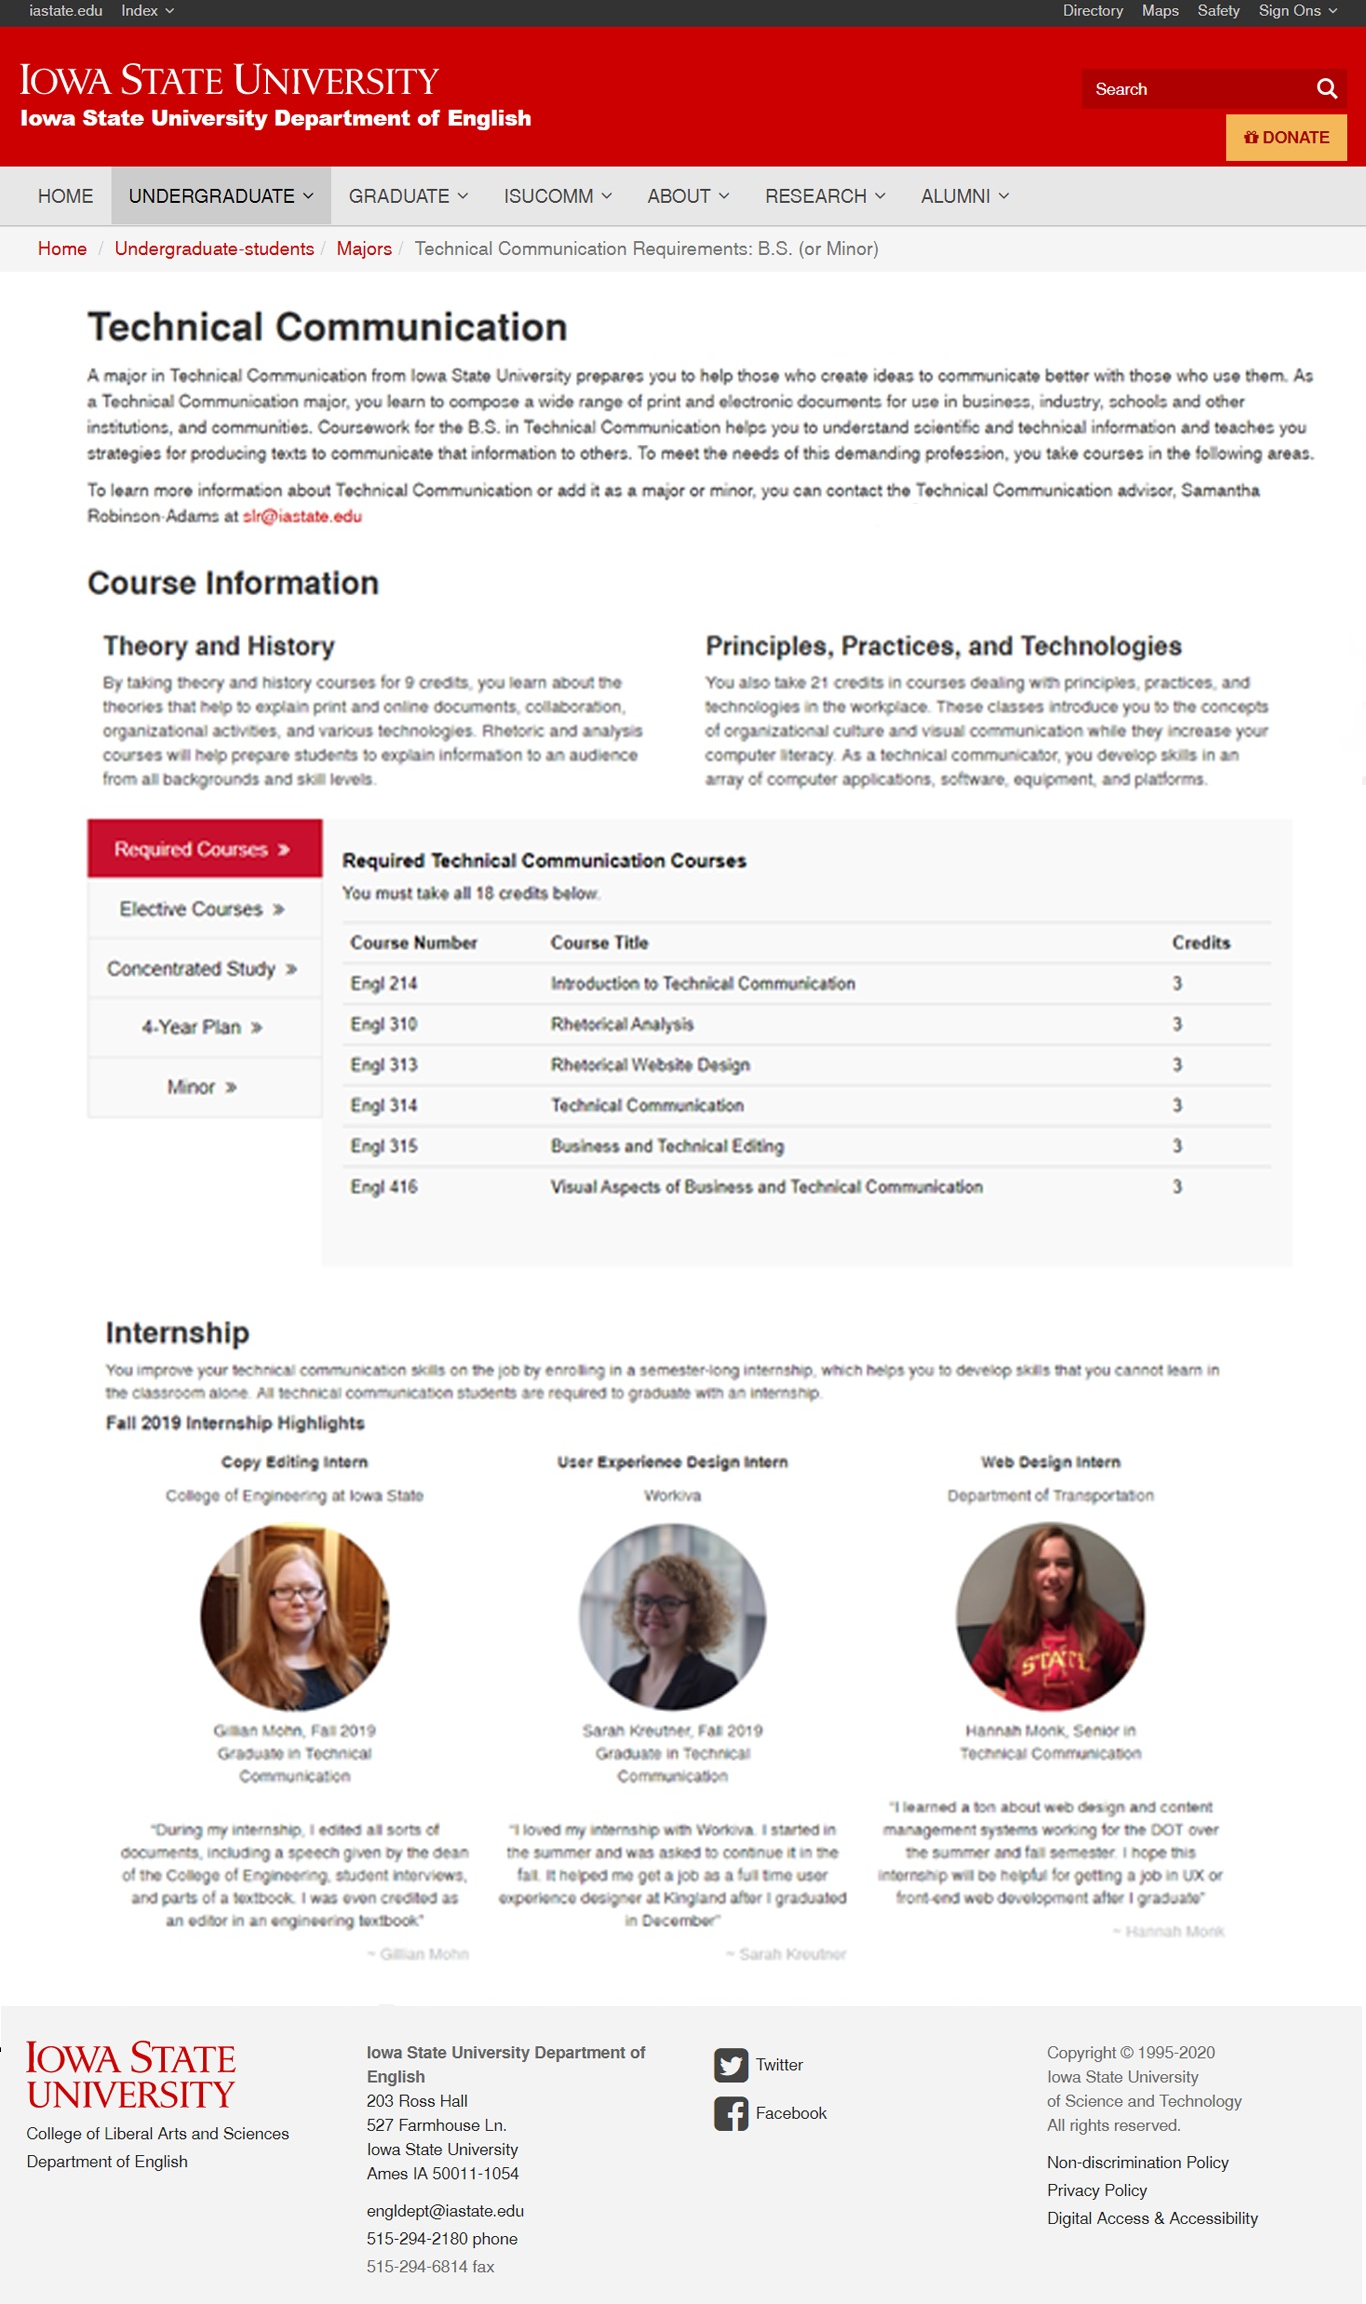 iastate.edu Index Directory Maps Safety Sign Ons
IOWA STATE UNIVERSITY
Iowa State University Department of English
Search
DONATE
HOME UNDERGRADUATE GRADUATE ISUCOMM ABOUT RESEARCH ALUMNI
Home / Undergraduate-students / Majors / Technical Communication Requirements: B.S. (or Minor)
Technical Communication
A major in Technical Communication from Iowa State University prepares you to help those who create ideas to communicate better with those who use them. As
a Technical Communication major, you learn to compose a wide range of print and electronic documents for use in business, industry, schools and other
institutions, and communities. Coursework for the B.S. in Technical Communication helps you to understand scientific and technical information and teaches you
strategies for producing texts to communicate that information to others. To meet the needs of this demanding profession, you take courses in the following areas.
To learn more information about Technical Communication or add it as a major or minor, you can contact the Technical Communication advisor, Samantha
Robinson-Adams at slr@iastate.edu
Course Information
Theory and History
By taking theory and history courses for 9 credits, you learn about the
theories that help to explain print and online documents, collaboration,
organizational activities, and various technologies. Rhetoric and analysis
courses will help prepare students to explain information to an audience
from all backgrounds and skill levels.
Principles, Practices, and Technologies
You also take 21 credits in courses dealing with principles, practices, and
technologies in the workplace. These classes introduce you to the concepts
of organizational culture and visual communication while they increase your
computer literacy. As a technical communicator, you develop skills in an
array of computer applications, software, equipment, and platforms.
Required Courses »
Elective Courses »
Concentrated Study »
4-Year Plan »
Minor »
Required Technical Communication Courses
You must take all 18 credits below.
Course Number Course Title Credits
Engl 214 Introduction to Technical Communication 3
Engl 310 Rhetorical Analysis 3
Engl 313 Rhetorical Website Design 3
Engl 314 Technical Communication 3
Engl 315 Business and Technical Editing 3
Engl 416 Visual Aspects of Business and Technical Communication 3
Internship
You improve your technical communication skills on the job by enrolling in a semester-long internship, which helps you to develop skills that you cannot learn in
the classroom alone. All technical communication students are required to graduate with an internship.
Fall 2019 Internship Highlights
Copy Editing Intern
College of Engineering at Iowa State
Gillian Mohn, Fall 2019
Graduate in Technical
Communication
"During my internship, I edited all sorts of
documents, including a speech given by the dean
of the College of Engineering, student interviews,
and parts of a textbook. I was even credited as
an editor in an engineering textbook"
~ Gillian Mohn
User Experience Design Intern
Workiva
Sarah Kreutner, Fall 2019
Graduate in Technical
Communication
"I loved my internship with Workiva. I started in
the summer and was asked to continue it in the
fall. It helped me get a job as a full time user
experience designer at Kingland after I graduated
in December"
~ Sarah Kreutner
Web Design Intern
Department of Transportation
STATE
Hannah Monk, Senior in
Technical Communication
"I learned a ton about web design and content
management systems working for the DOT over
the summer and fall semester. I hope this
internship will be helpful for getting a job in UX or
front-end web development after I graduate"
~ Hannah Monk
IOWA STATE
UNIVERSITY
College of Liberal Arts and Sciences
Department of English
Iowa State University Department of
English
203 Ross Hall
527 Farmhouse Ln.
Iowa State University
Ames IA 50011-1054
engldept@iastate.edu
515-294-2180 phone
515-294-6814 fax
Twitter
Facebook
Copyright © 1995-2020
Iowa State University
of Science and Technology
All rights reserved.
Non-discrimination Policy
Privacy Policy
Digital Access & Accessibility